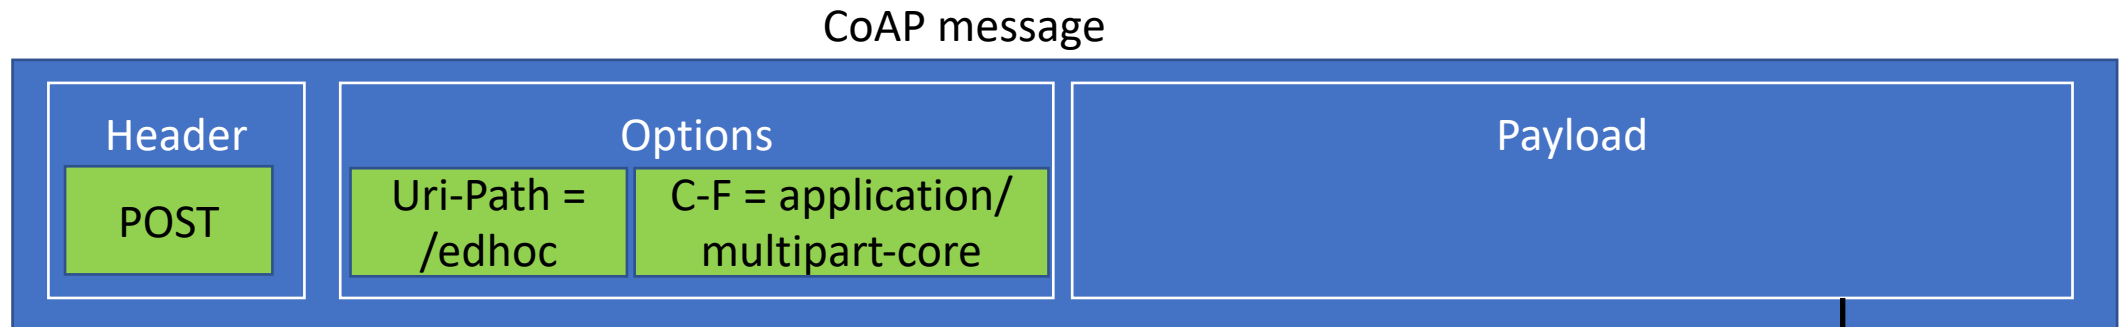 CoAP message
Header
Options
Payload
POST
Uri-Path =
/edhoc
C-F = application/
multipart-core